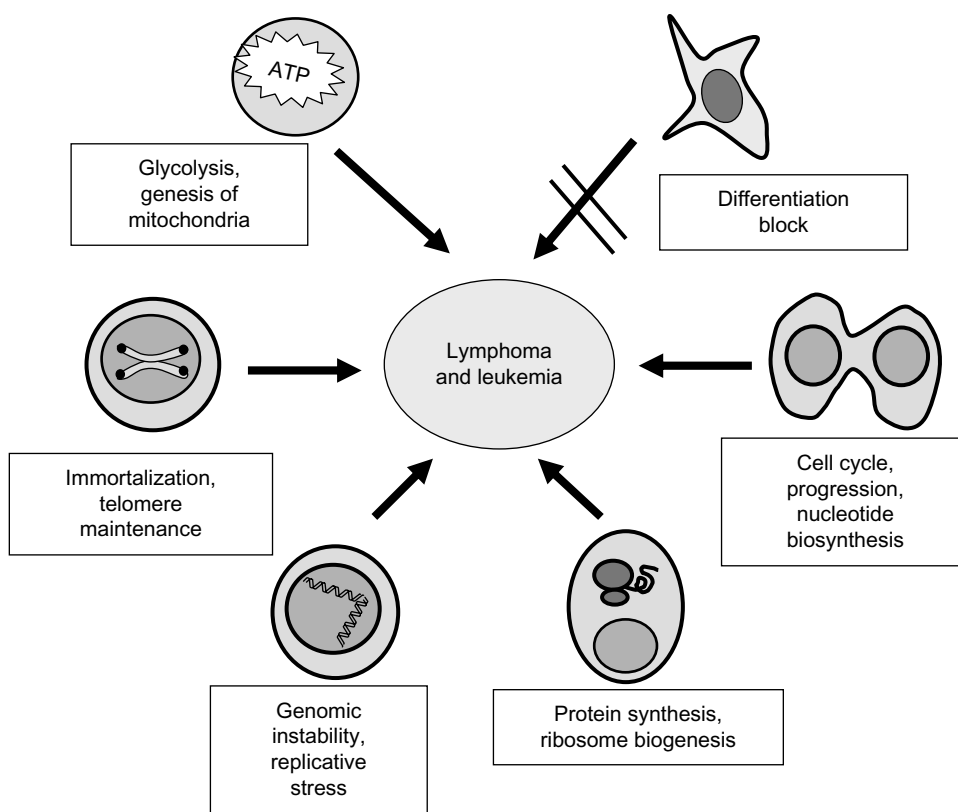 ATP
Glycolysis,
genesis of
mitochondria
Differentiation
block
Lymphoma
and leukemia
Immortalization,
telomere
maintenance
Cell cycle,
progression,
nucleotide
biosynthesis
Genomic
instability,
replicative
stress
Protein synthesis,
ribosome biogenesis